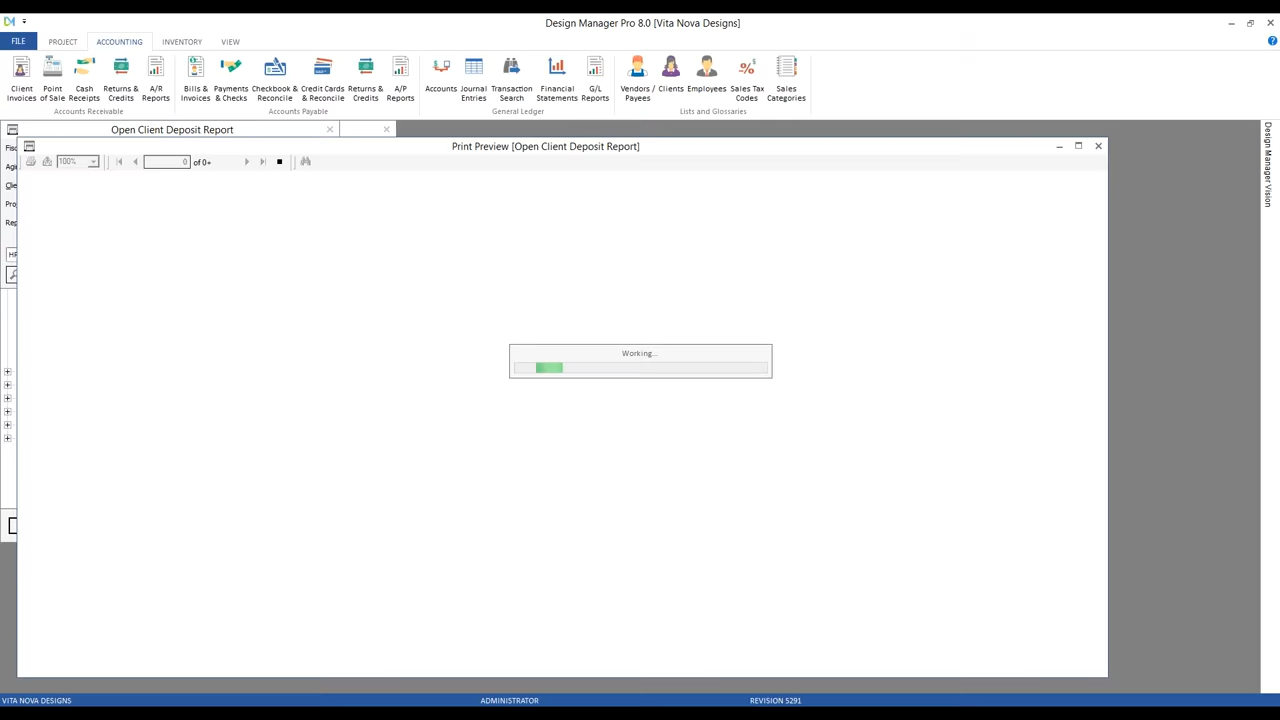 Design Manager Pro 8.0 [Vita Nova Designs]
FILE PROJECT ACCOUNTING INVENTORY VIEW
Client Invoices
Point of Sale
Cash Receipts
Returns & Credits
A/R Reports
Bills & Invoices
Payments & Checks
Checkbook & Reconcile
Credit Cards & Reconcile
Returns & Credits
A/P Reports
Accounts
Journal Entries
Transaction Search
Financial Statements
G/L Reports
Vendors / Payees
Clients
Employees
Sales Tax Codes
Sales Categories
Accounts Receivable
Accounts Payable
General Ledger
Lists and Glossaries
Open Client Deposit Report
Print Preview [Open Client Deposit Report]
100%
0 of 0+
Working...
Design Manager Vision
VITA NOVA DESIGNS ADMINISTRATOR REVISION 5291